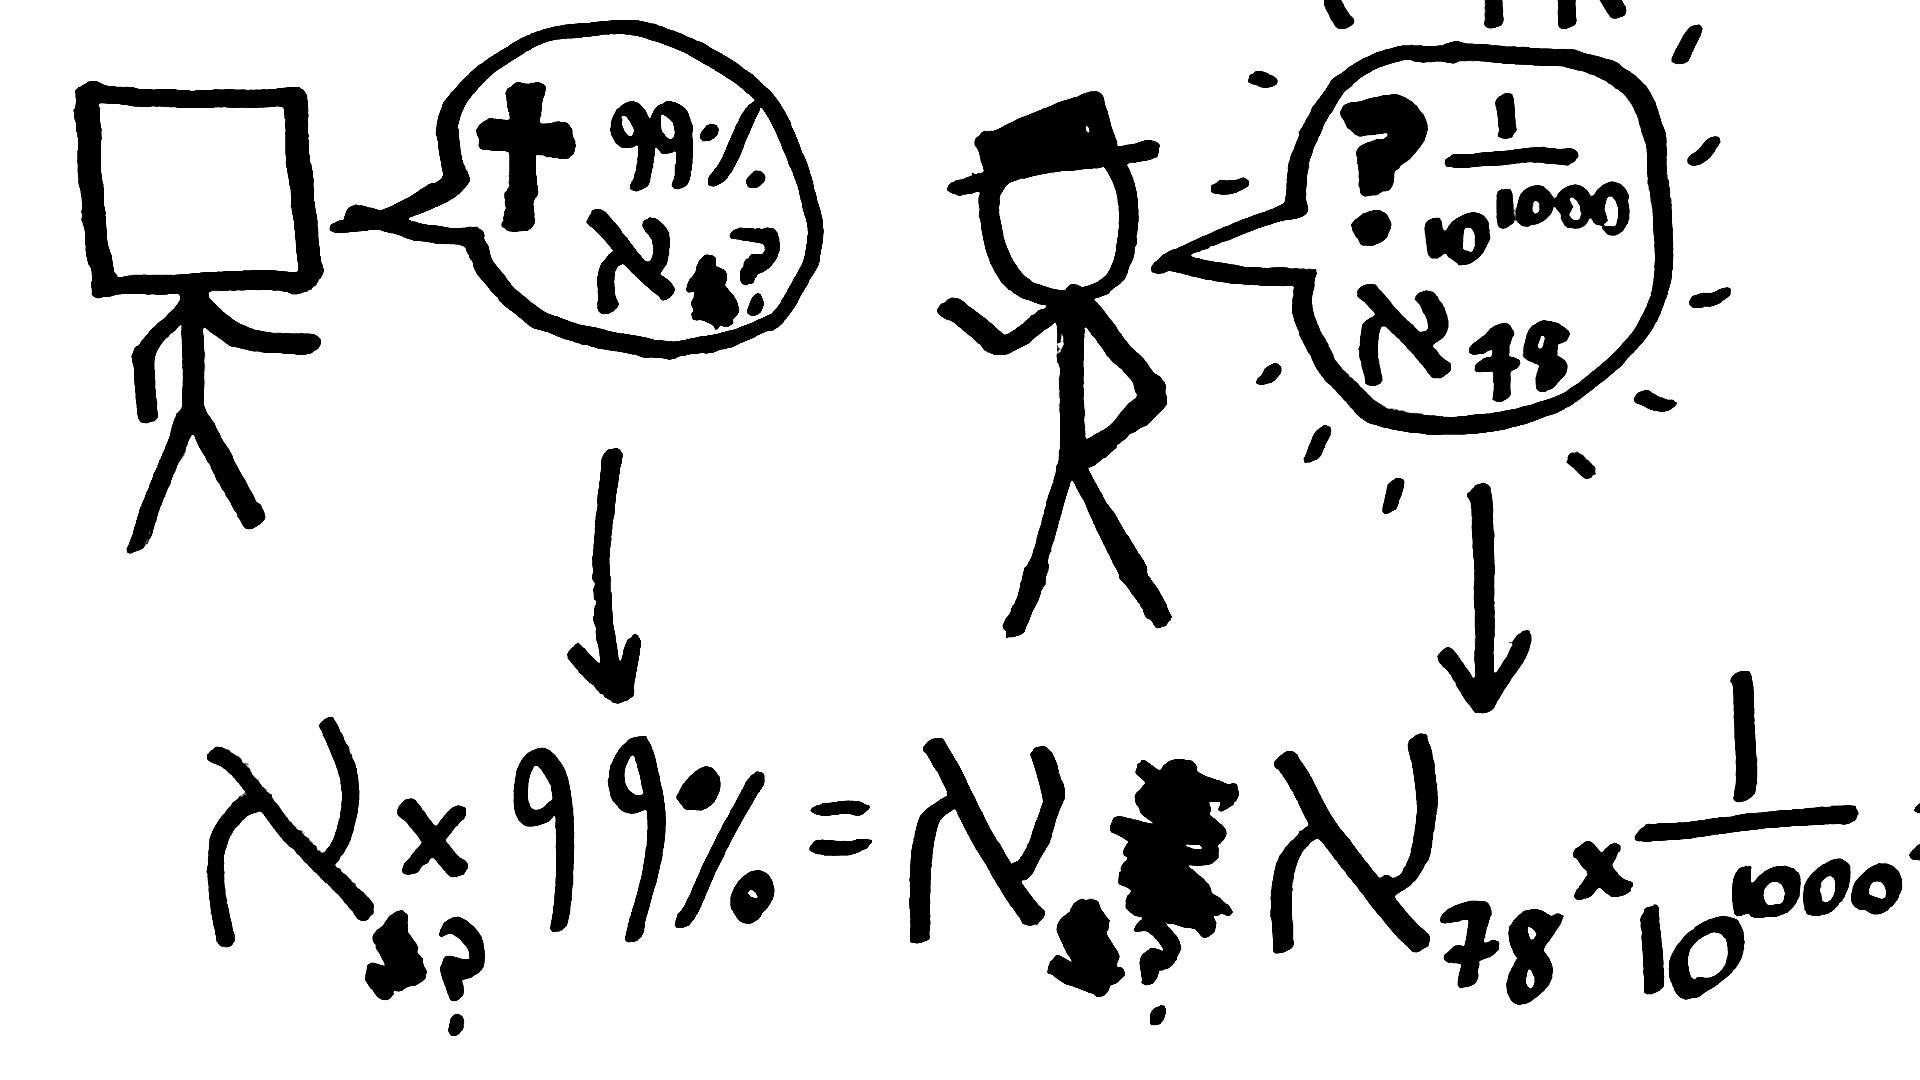 99%
א ?
? 1
10^1000
א 78
א ? x 99% = א ?
א 78 x 1
10^1000